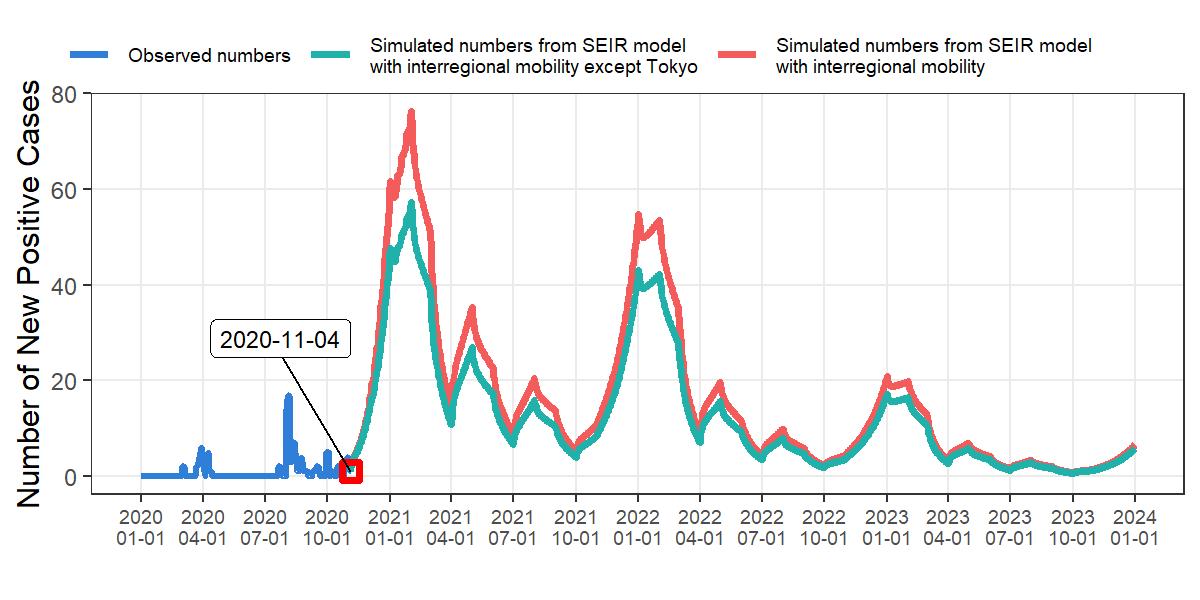 Observed numbers
Simulated numbers from SEIR model
with interregional mobility except Tokyo
Simulated numbers from SEIR model
with interregional mobility
Number of New Positive Cases
80
60
40
20
0
2020-11-04
2020 2020 2020 2020 2021 2021 2021 2021 2022 2022 2022 2022 2023 2023 2023 2023 2024
01-01 04-01 07-01 10-01 01-01 04-01 07-01 10-01 01-01 04-01 07-01 10-01 01-01 04-01 07-01 10-01 01-01